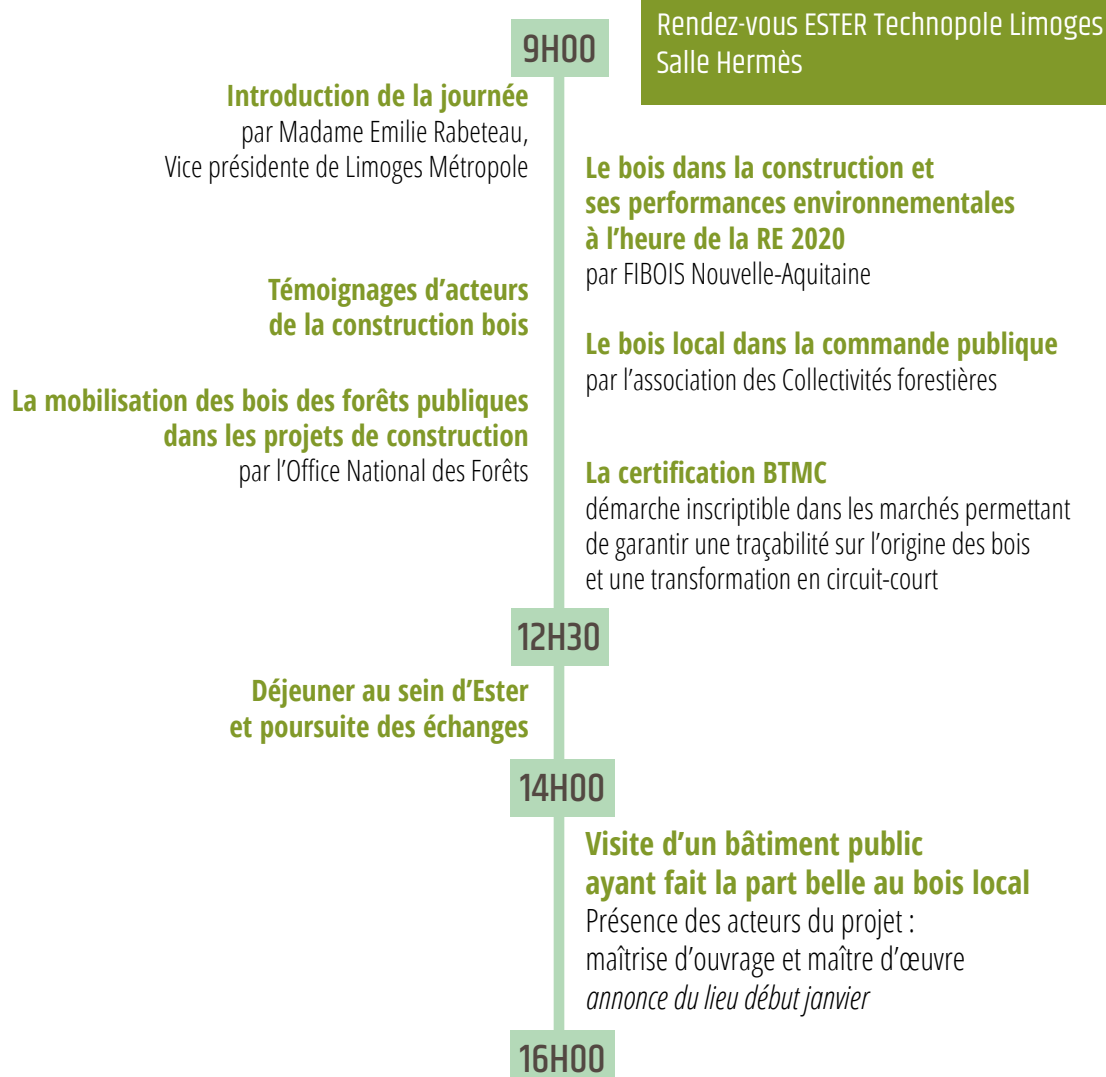 Rendez-vous ESTER Technopole Limoges
Salle Hermès
9H00
Introduction de la journée
par Madame Emilie Rabeteau,
Vice présidente de Limoges Métropole
Le bois dans la construction et
ses performances environnementales
à l’heure de la RE 2020
par FIBOIS Nouvelle-Aquitaine
Témoignages d’acteurs
de la construction bois
Le bois local dans la commande publique
par l’association des Collectivités forestières
La mobilisation des bois des forêts publiques
dans les projets de construction
par l’Office National des Forêts
La certification BTMC
démarche inscriptible dans les marchés permettant
de garantir une traçabilité sur l’origine des bois
et une transformation en circuit-court
12H30
Déjeuner au sein d’Ester
et poursuite des échanges
14H00
Visite d’un bâtiment public
ayant fait la part belle au bois local
Présence des acteurs du projet :
maîtrise d’ouvrage et maître d’œuvre
annonce du lieu début janvier
16H00